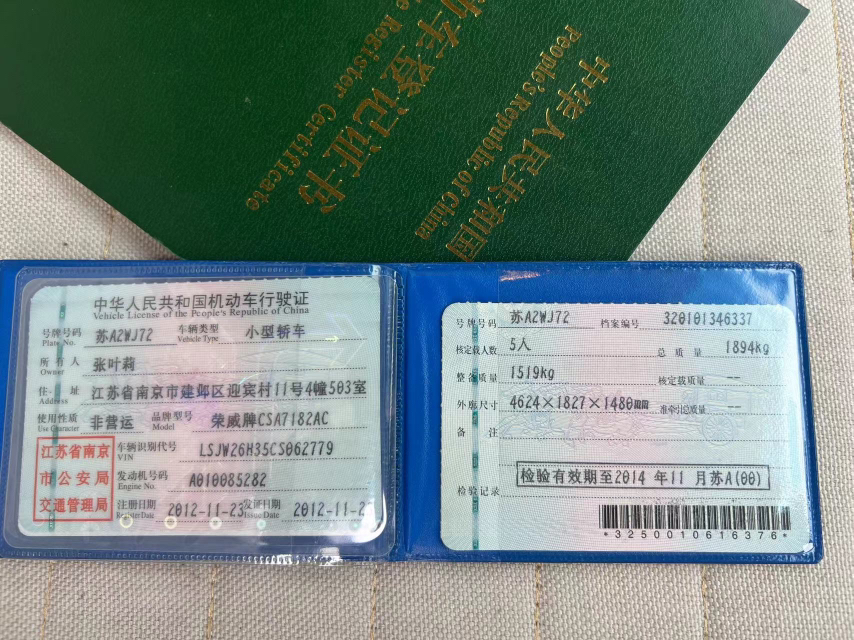 中华人民共和国
People's Republic of China
动车登记证书
Register Certificate
中华人民共和国机动车行驶证
Vehicle License of the People's Republic of China
号牌号码 苏A2WJ72 车辆类型 小型轿车
Plate No. Vehicle Type
所有人 张叶莉
Owner
住址 江苏省南京市建邺区迎宾村11号4幢503室
Address
使用性质 非营运 品牌型号 荣威牌CSA7182AC
Use Character Model
江苏省南京
市公安局
交通管理局
车辆识别代号 LSJW26H35CS062779
VIN
发动机号码 A010085282
Engine No.
注册日期 2012-11-23 发证日期 2012-11-2
Register Date Issue Date
号牌号码 苏A2WJ72 档案编号 320101346337
核定载人数 5人 总质量 1894kg
整备质量 1519kg 核定载质量 --
外廓尺寸 4624×1827×1480mm 准牵引总质量 --
备注
检验记录 检验有效期至2014年11月苏A(00)
*3250010616376*